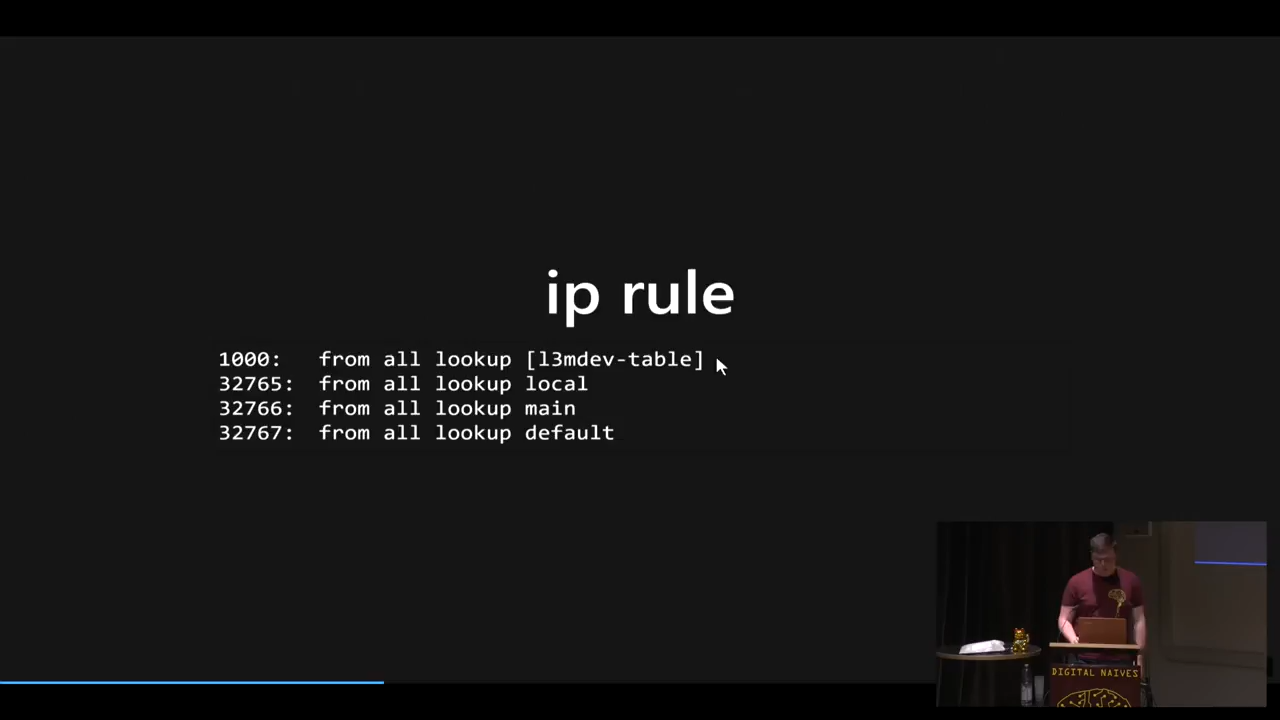 ip rule
1000: from all lookup [l3mdev-table]
32765: from all lookup local
32766: from all lookup main
32767: from all lookup default
DIGITAL NAIVES